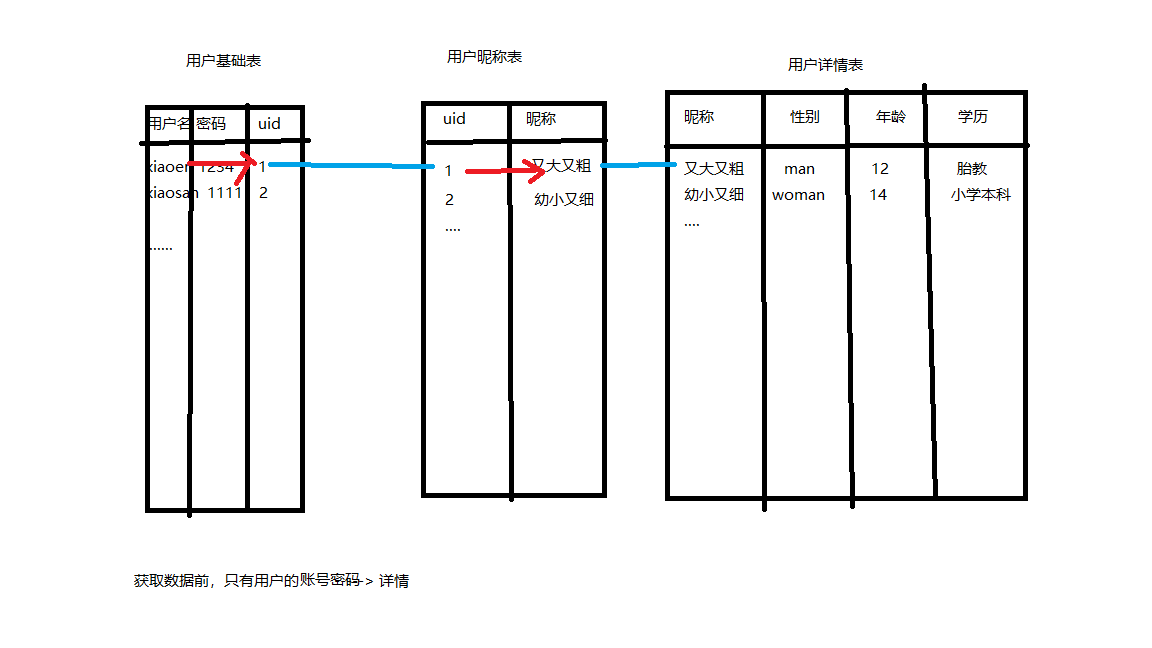 用户基础表
用户名 密码 uid
xiaoer 1234 1
xiaosan 1111 2
......
用户昵称表
uid 昵称
1 又大又粗
2 幼小又细
....
用户详情表
昵称 性别 年龄 学历
又大又粗 man 12 胎教
幼小又细 woman 14 小学本科
....
获取数据前，只有用户的账号密码-> 详情